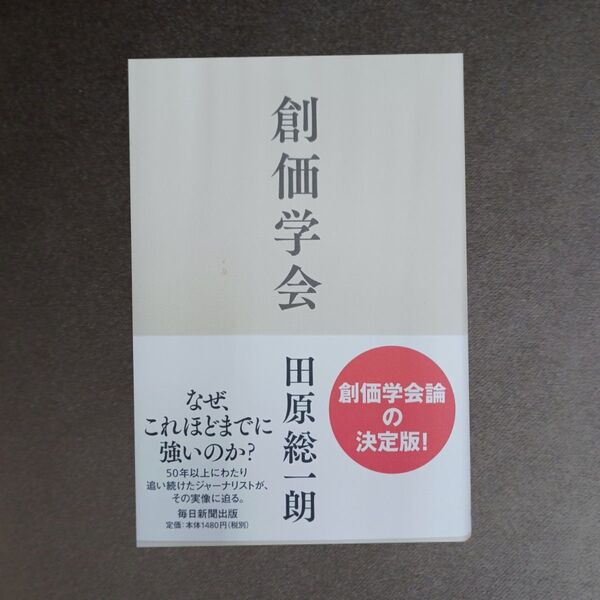 創価学会
田原総一朗
創価学会論
の
決定版!
なぜ、
これほどまでに
強いのか?
50年以上にわたり
追い続けたジャーナリストが、
その実像に迫る。
毎日新聞出版
定価:本体1480円(税別)